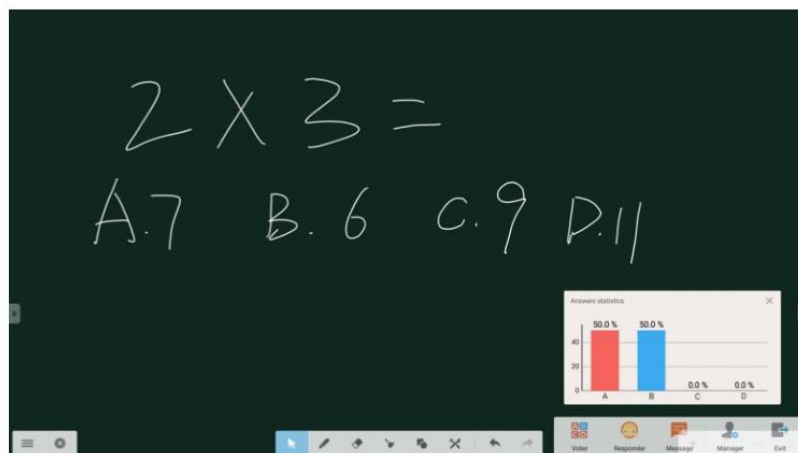 2 X 3 =
A.7 B. 6 C.9 D.11
Answers statistics
50.0 % 50.0 % 0.0 % 0.0 %
40
20
0
A B C D
Voter Responder Message Manager Exit